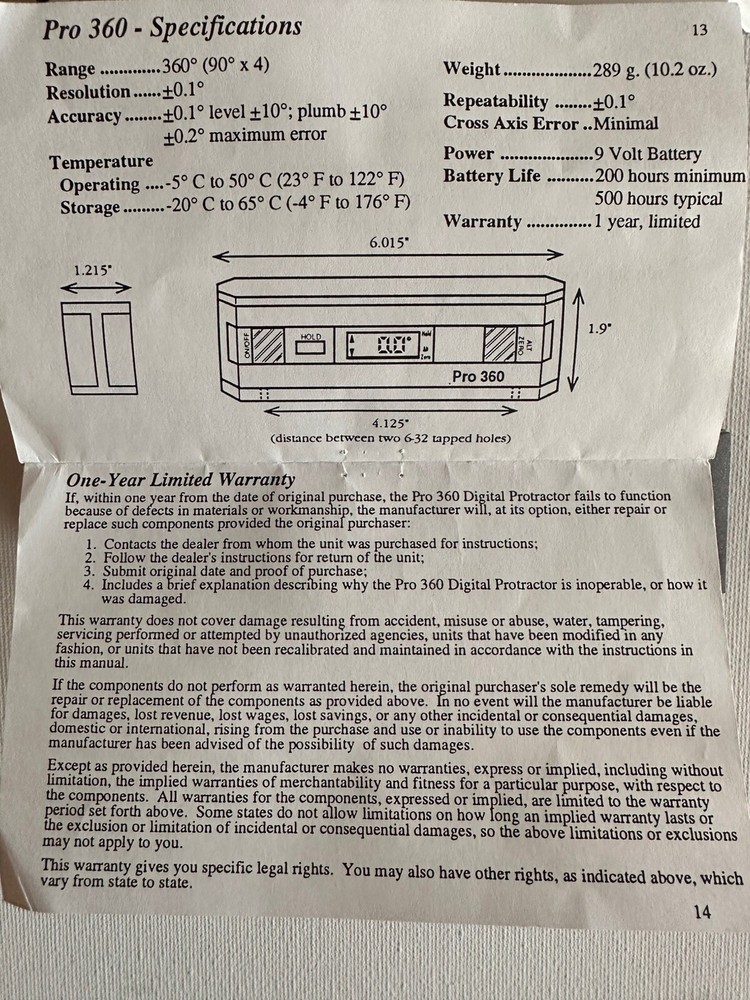 Pro 360 - Specifications
13
Range .............360° (90° x 4)
Resolution ......±0.1°
Accuracy ........±0.1° level ±10°; plumb ±10°
±0.2° maximum error
Temperature
Operating ....-5° C to 50° C (23° F to 122° F)
Storage .........-20° C to 65° C (-4° F to 176° F)
Weight...................289 g. (10.2 oz.)
Repeatability ........±0.1°
Cross Axis Error ..Minimal
Power ....................9 Volt Battery
Battery Life ..........200 hours minimum
500 hours typical
Warranty ..............1 year, limited
6.015"
1.215"
ON/OFF
HOLD
0.0°
Hold
Alt
Zero
ALT
ZERO
1.9"
Pro 360
4.125"
(distance between two 6-32 tapped holes)
One-Year Limited Warranty
If, within one year from the date of original purchase, the Pro 360 Digital Protractor fails to function
because of defects in materials or workmanship, the manufacturer will, at its option, either repair or
replace such components provided the original purchaser:
1. Contacts the dealer from whom the unit was purchased for instructions;
2. Follow the dealer's instructions for return of the unit;
3. Submit original date and proof of purchase;
4. Includes a brief explanation describing why the Pro 360 Digital Protractor is inoperable, or how it
was damaged.
This warranty does not cover damage resulting from accident, misuse or abuse, water, tampering,
servicing performed or attempted by unauthorized agencies, units that have been modified in any
fashion, or units that have not been recalibrated and maintained in accordance with the instructions in
this manual.
If the components do not perform as warranted herein, the original purchaser's sole remedy will be the
repair or replacement of the components as provided above. In no event will the manufacturer be liable
for damages, lost revenue, lost wages, lost savings, or any other incidental or consequential damages,
domestic or international, rising from the purchase and use or inability to use the components even if the
manufacturer has been advised of the possibility of such damages.
Except as provided herein, the manufacturer makes no warranties, express or implied, including without
limitation, the implied warranties of merchantability and fitness for a particular purpose, with respect to
the components. All warranties for the components, expressed or implied, are limited to the warranty
period set forth above. Some states do not allow limitations on how long an implied warranty lasts or
the exclusion or limitation of incidental or consequential damages, so the above limitations or exclusions
may not apply to you.
This warranty gives you specific legal rights. You may also have other rights, as indicated above, which
vary from state to state.
14